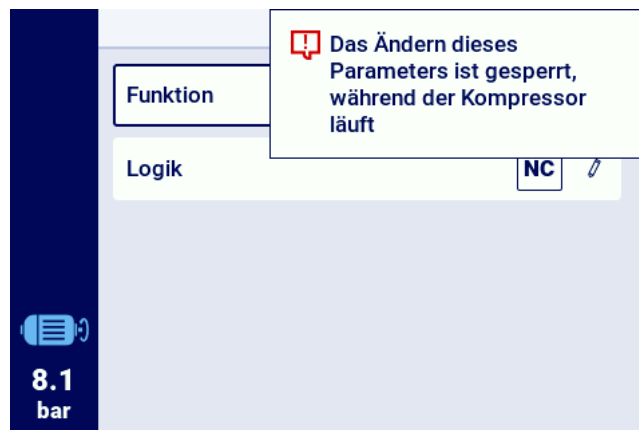 Das Ändern dieses
Parameters ist gesperrt,
während der Kompressor
läuft
Funktion
Logik NC
8.1
bar